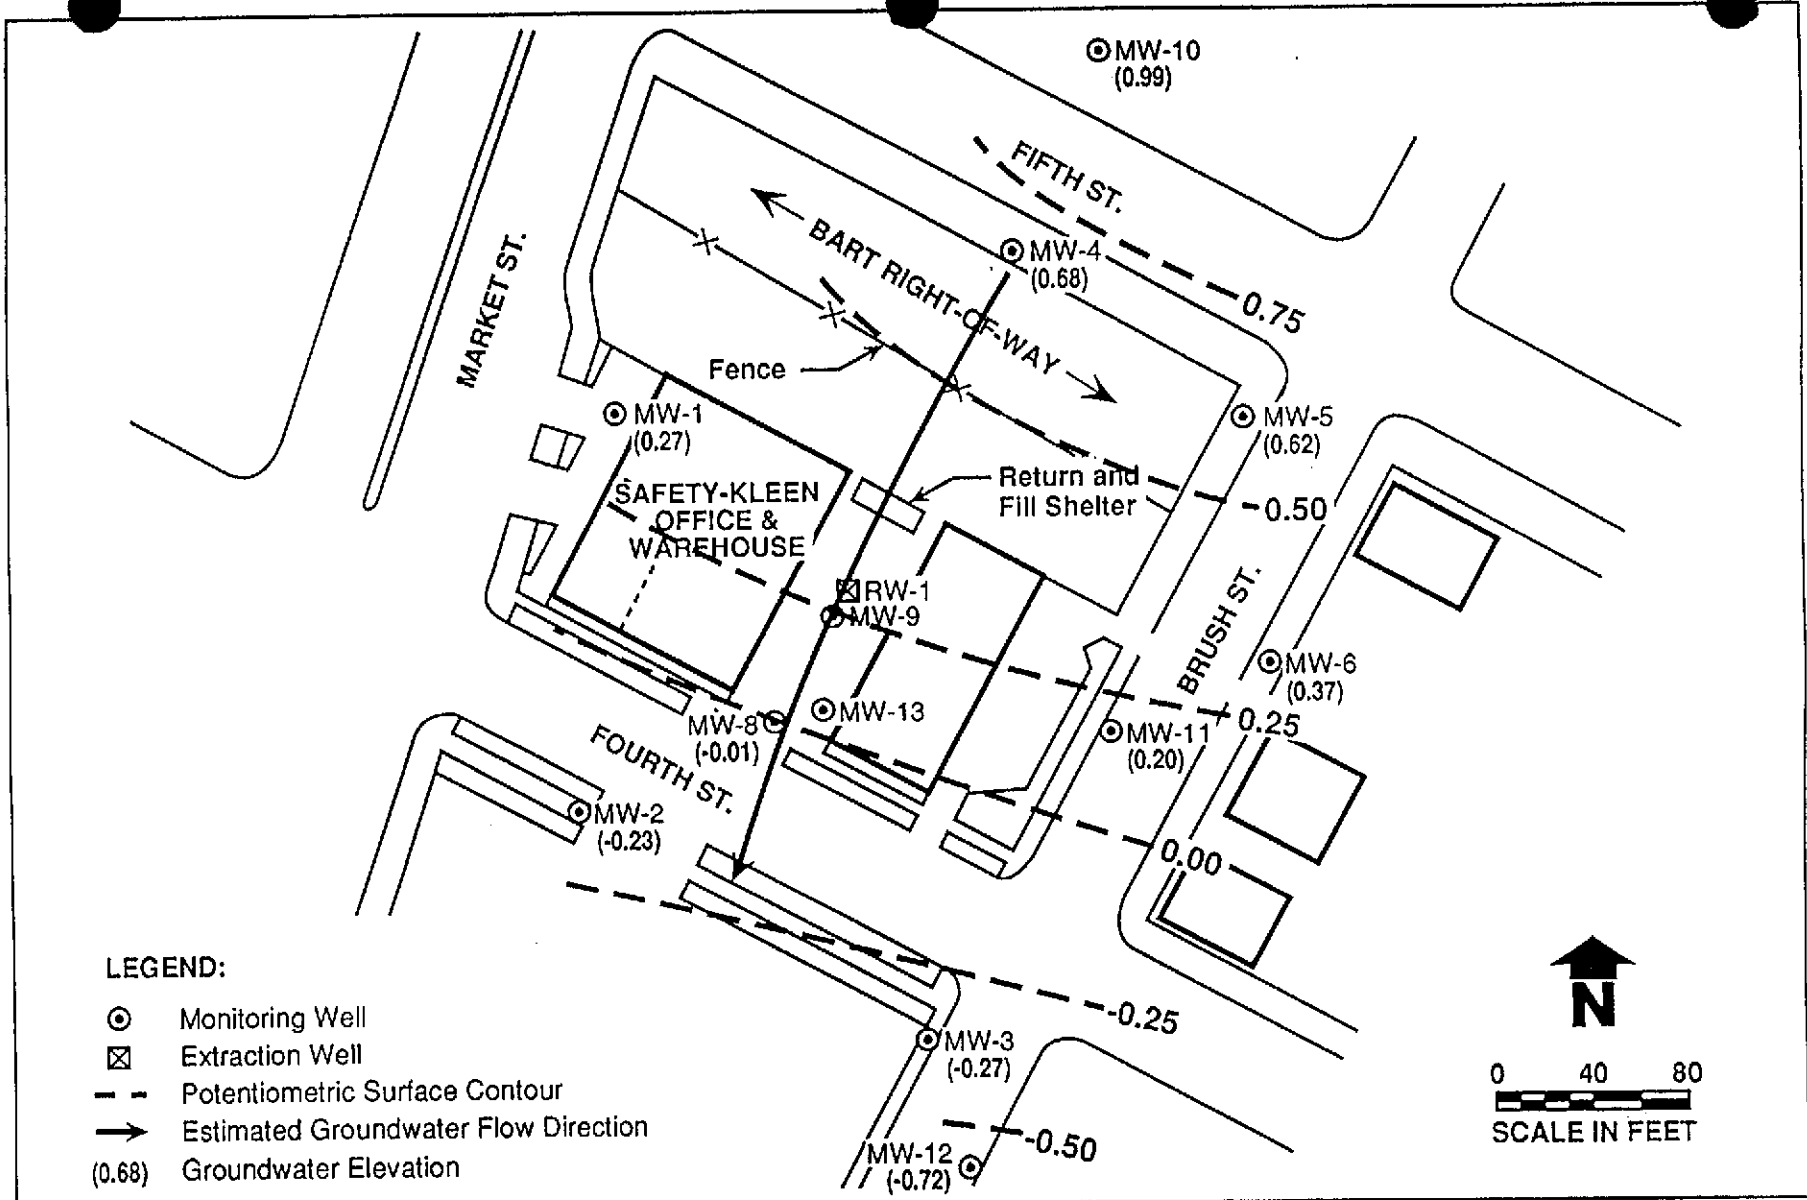 MW-10
(0.99)
FIFTH ST.
BART RIGHT-OF-WAY
MW-4
(0.68)
0.75
MARKET ST.
Fence
MW-1
(0.27)
MW-5
(0.62)
Return and
Fill Shelter
0.50
SAFETY-KLEEN
OFFICE &
WAREHOUSE
RW-1
MW-9
BRUSH ST.
MW-6
(0.37)
MW-8
(-0.01)
MW-13
0.25
MW-11
(0.20)
FOURTH ST.
MW-2
(-0.23)
0.00
-0.25
MW-3
(-0.27)
-0.50
MW-12
(-0.72)
LEGEND:
Monitoring Well
Extraction Well
Potentiometric Surface Contour
Estimated Groundwater Flow Direction
(0.68) Groundwater Elevation
N
0 40 80
SCALE IN FEET